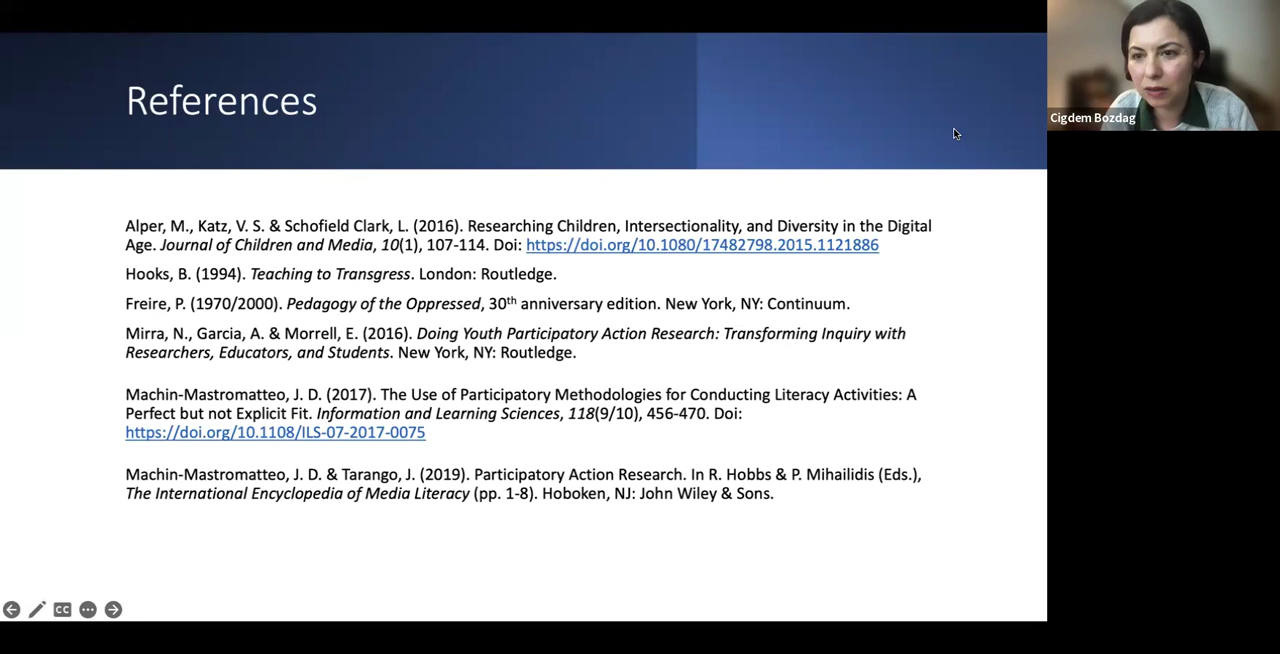 References
Cigdem Bozdag
Alper, M., Katz, V. S. & Schofield Clark, L. (2016). Researching Children, Intersectionality, and Diversity in the Digital
Age. Journal of Children and Media, 10(1), 107-114. Doi: https://doi.org/10.1080/17482798.2015.1121886
Hooks, B. (1994). Teaching to Transgress. London: Routledge.
Freire, P. (1970/2000). Pedagogy of the Oppressed, 30th anniversary edition. New York, NY: Continuum.
Mirra, N., Garcia, A. & Morrell, E. (2016). Doing Youth Participatory Action Research: Transforming Inquiry with
Researchers, Educators, and Students. New York, NY: Routledge.
Machin-Mastromatteo, J. D. (2017). The Use of Participatory Methodologies for Conducting Literacy Activities: A
Perfect but not Explicit Fit. Information and Learning Sciences, 118(9/10), 456-470. Doi:
https://doi.org/10.1108/ILS-07-2017-0075
Machin-Mastromatteo, J. D. & Tarango, J. (2019). Participatory Action Research. In R. Hobbs & P. Mihailidis (Eds.),
The International Encyclopedia of Media Literacy (pp. 1-8). Hoboken, NJ: John Wiley & Sons.
CC